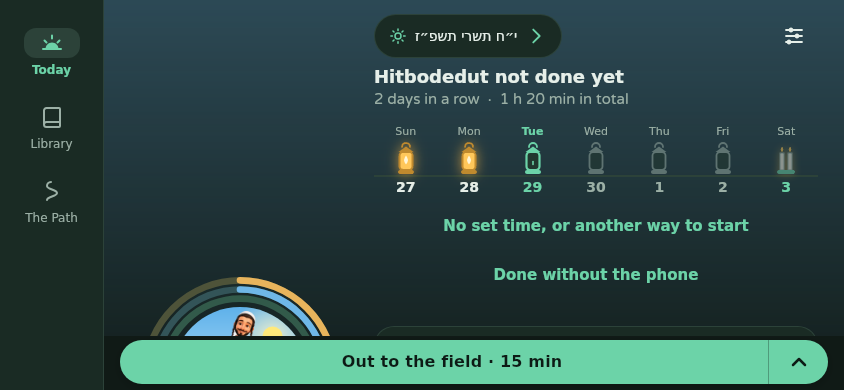 Today
Library
The Path
י״ח תשרי תשפ״ז
Hitbodedut not done yet
2 days in a row · 1 h 20 min in total
Sun Mon Tue Wed Thu Fri Sat
27 28 29 30 1 2 3
No set time, or another way to start
Done without the phone
Out to the field · 15 min